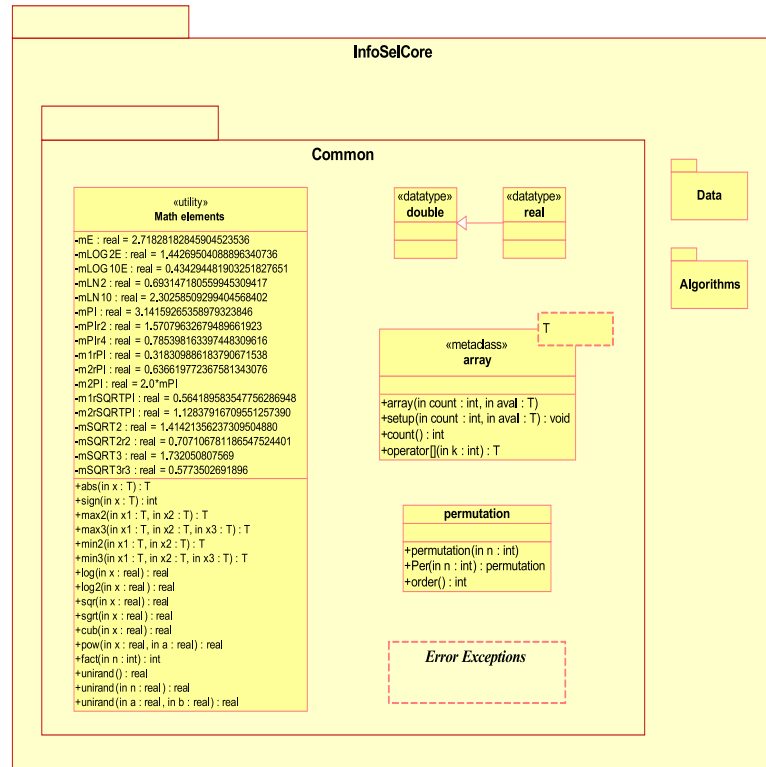 InfoSelCore
Common
«utility»
Math elements
-mE : real = 2.71828182845904523536
-mLOG2E : real = 1.44269504088896340736
-mLOG10E : real = 0.434294481903251827651
-mLN2 : real = 0.693147180559945309417
-mLN10 : real = 2.30258509299404568402
-mPI : real = 3.14159265358979323846
-mPIr2 : real = 1.57079632679489661923
-mPIr4 : real = 0.785398163397448309616
-m1rPI : real = 0.318309886183790671538
-m2rPI : real = 0.636619772367581343076
-m2PI : real = 2.0*mPI
-m1rSQRTPI : real = 0.564189583547756286948
-m2rSQRTPI : real = 1.12837916709551257390
-mSQRT2 : real = 1.41421356237309504880
-mSQRT2r2 : real = 0.707106781186547524401
-mSQRT3 : real = 1.732050807569
-mSQRT3r3 : real = 0.5773502691896
+abs(in x : T) : T
+sign(in x : T) : int
+max2(in x1 : T, in x2 : T) : T
+max3(in x1 : T, in x2 : T, in x3 : T) : T
+min2(in x1 : T, in x2 : T) : T
+min3(in x1 : T, in x2 : T, in x3 : T) : T
+log(in x : real) : real
+log2(in x : real) : real
+sqr(in x : real) : real
+sgrt(in x : real) : real
+cub(in x : real) : real
+pow(in x : real, in a : real) : real
+fact(in n : int) : int
+unirand() : real
+unirand(in n : real) : real
+unirand(in a : real, in b : real) : real
«datatype»
double
«datatype»
real
T
«metaclass»
array
+array(in count : int, in aval : T)
+setup(in count : int, in aval : T) : void
+count() : int
+operator[](in k : int) : T
permutation
+permutation(in n : int)
+Per(in n : int) : permutation
+order() : int
Error Exceptions
Data
Algorithms